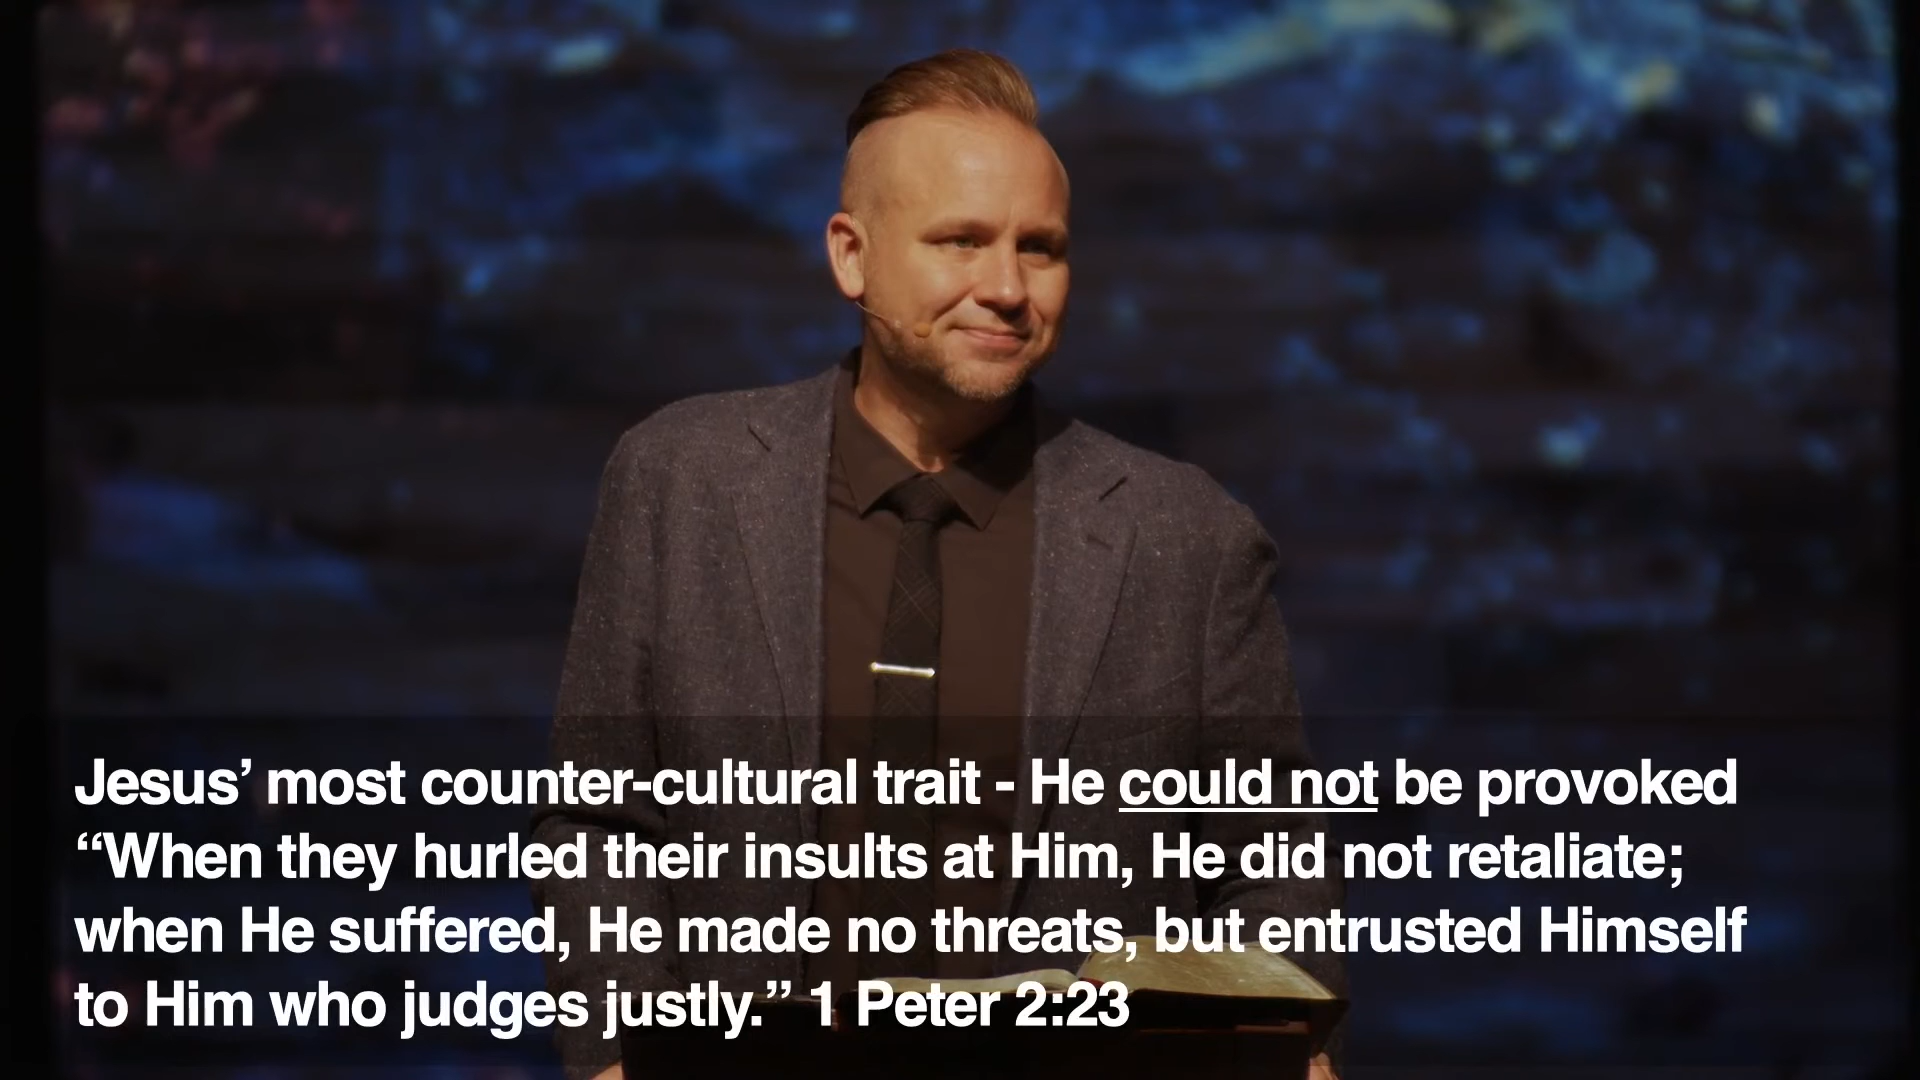 Jesus’ most counter-cultural trait - He could not be provoked
“When they hurled their insults at Him, He did not retaliate;
when He suffered, He made no threats, but entrusted Himself
to Him who judges justly.” 1 Peter 2:23